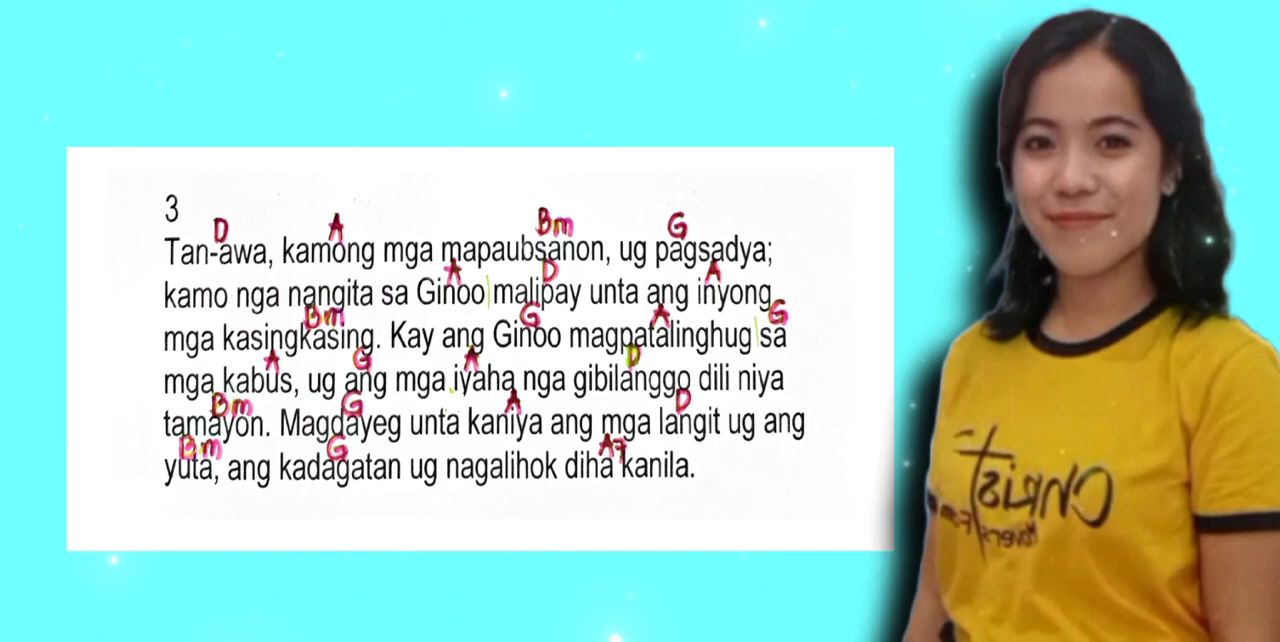 3
D A Bm G
Tan-awa, kamong mga mapaubsanon, ug pagsadya;
A D A
kamo nga nangita sa Ginoo malipay unta ang inyong
Bm G A G
mga kasingkasing. Kay ang Ginoo magpatalinghug sa
A G A D
mga kabus, ug ang mga iyaha nga gibilanggo dili niya
Bm G A D
tamayon. Magdayeg unta kaniya ang mga langit ug ang
Bm G A7
yuta, ang kadagatan ug nagalihok diha kanila.
CHRIST
Movers